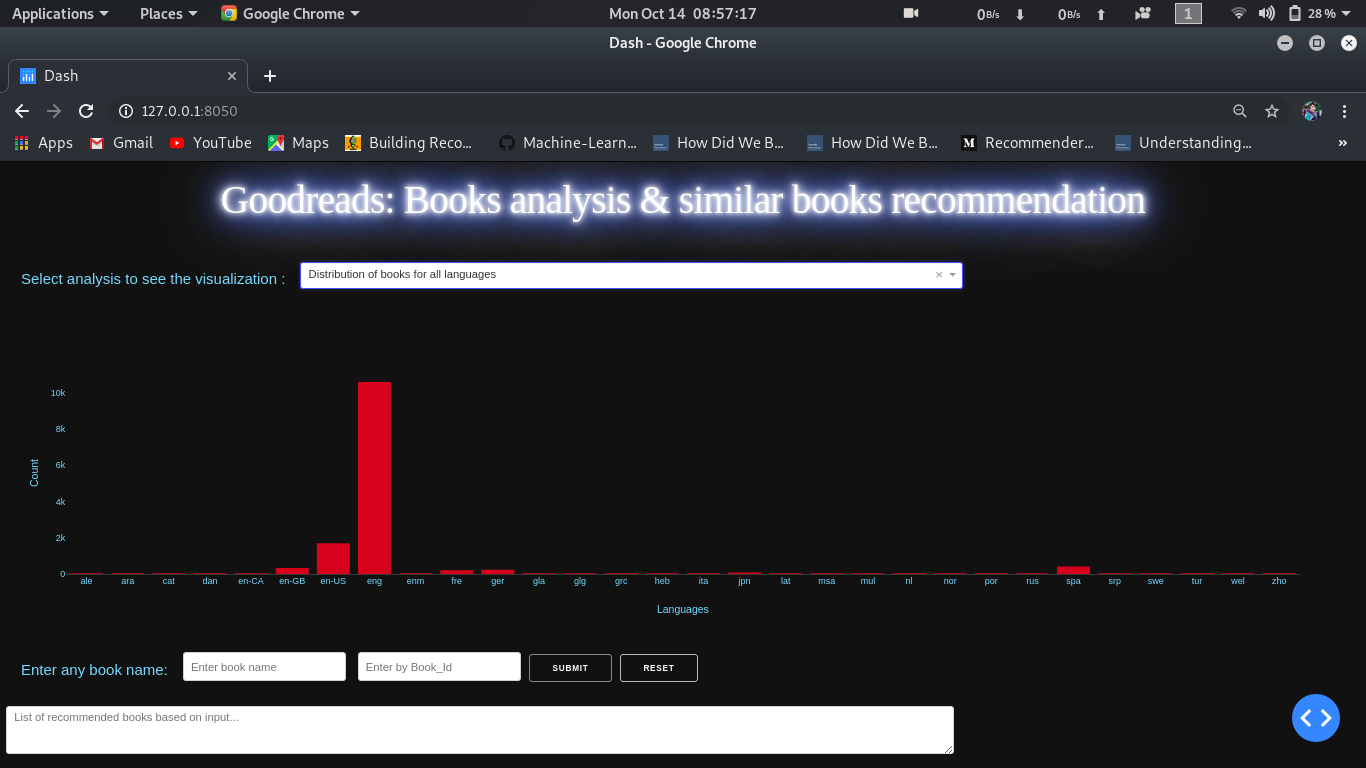 Applications Places Google Chrome Mon Oct 14 08:57:17 0B/s 0B/s 1 28 %
Dash - Google Chrome
Dash
127.0.0.1:8050
Apps Gmail YouTube Maps Building Reco... Machine-Learn... How Did We B... How Did We B... Recommender... Understanding... »
Goodreads: Books analysis & similar books recommendation
Select analysis to see the visualization : Distribution of books for all languages
10k
8k
6k
4k
2k
0
Count
ale ara cat dan en-CA en-GB en-US eng enm fre ger gla glg grc heb ita jpn lat msa mul nl nor por rus spa srp swe tur wel zho
Languages
Enter any book name: Enter book name Enter by Book_Id SUBMIT RESET
List of recommended books based on input...